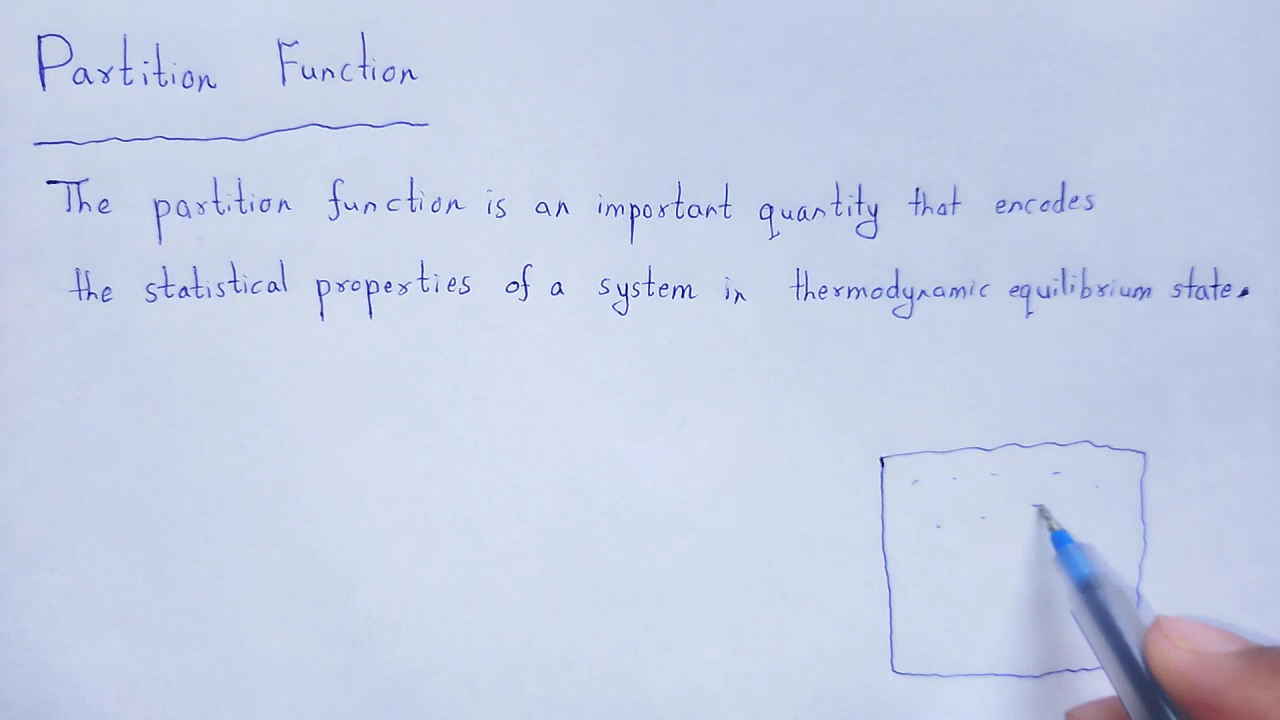 Partition Function
The partition function is an important quantity that encodes
the statistical properties of a system in thermodynamic equilibrium state.